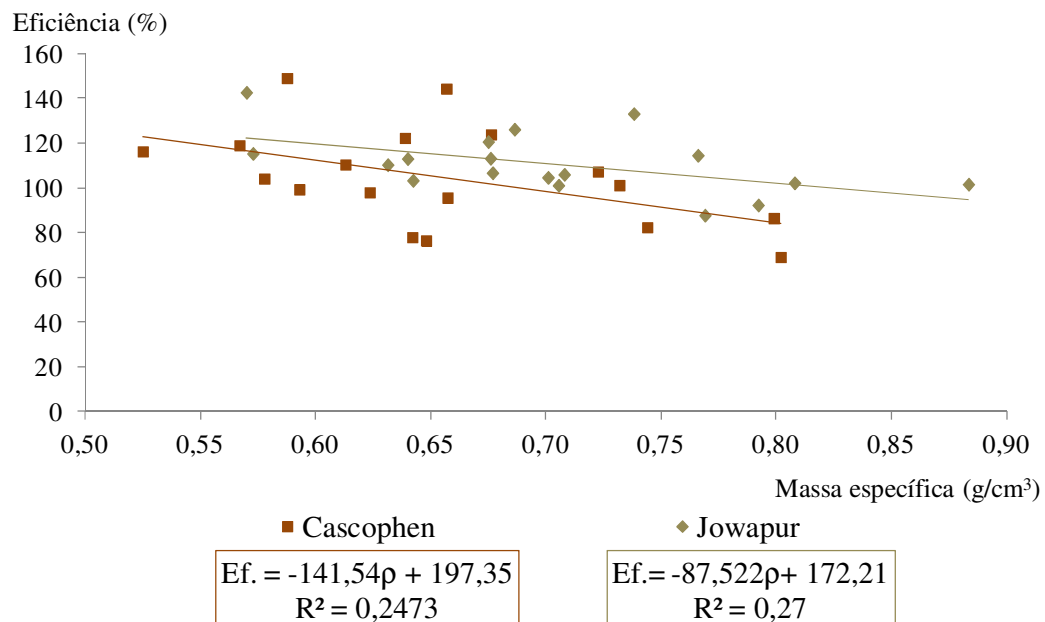 Eficiência (%)
160
140
120
100
80
60
40
20
0
0,50 0,55 0,60 0,65 0,70 0,75 0,80 0,85 0,90
Massa específica (g/cm³)
Cascophen Jowapur
Ef. = -141,54ρ + 197,35
R² = 0,2473
Ef.= -87,522ρ+ 172,21
R² = 0,27